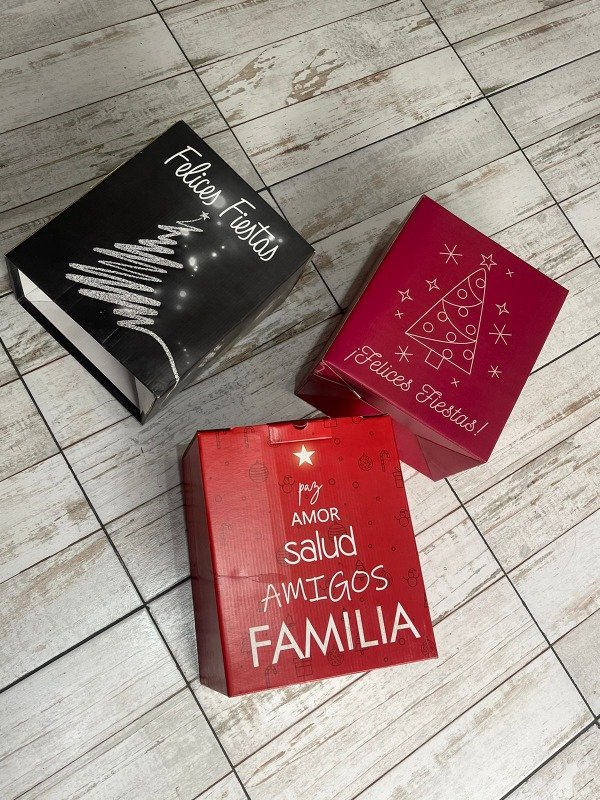 Felices Fiestas
¡Felices Fiestas!
paz
AMOR
salud
AMIGOS
FAMILIA